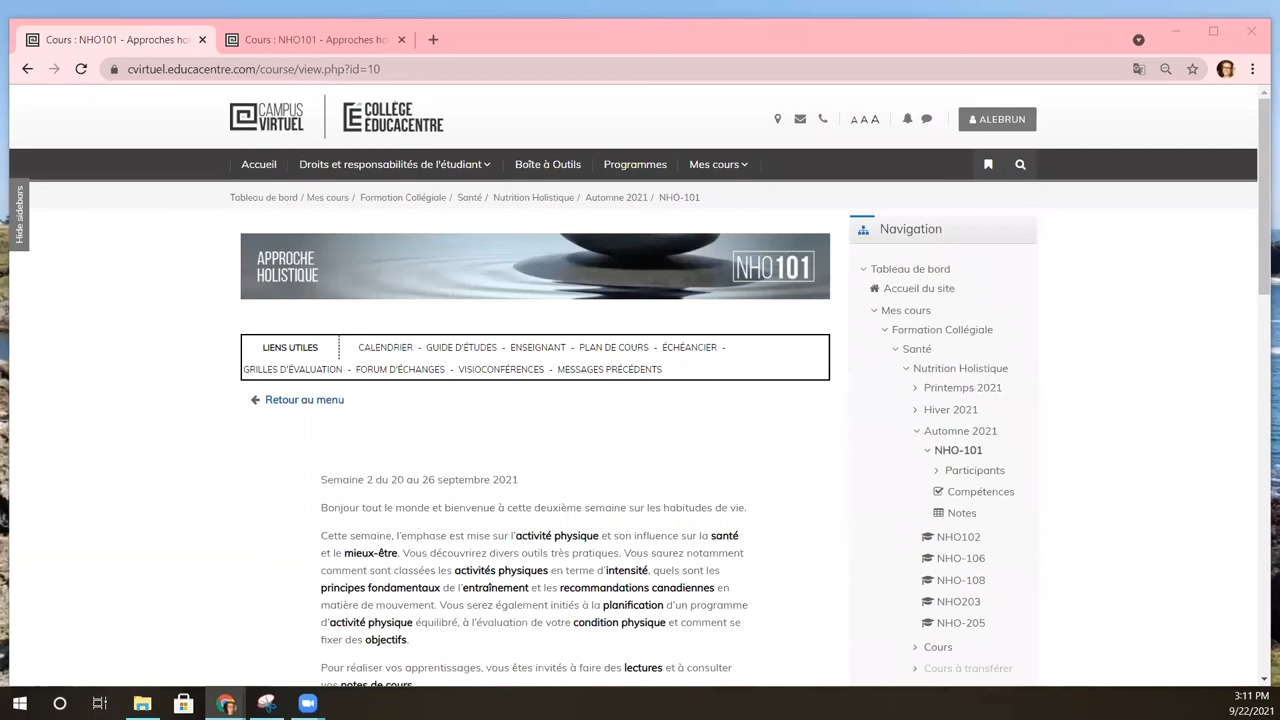 Cours : NHO101 - Approches hol
Cours : NHO101 - Approches ho
cvirtuel.educacentre.com/course/view.php?id=10
CAMPUS VIRTUEL
COLLÈGE ÉDUCACENTRE
A A A
ALEBRUN
Accueil
Droits et responsabilités de l'étudiant
Boîte à Outils
Programmes
Mes cours
Hide sidebars
Tableau de bord / Mes cours / Formation Collégiale / Santé / Nutrition Holistique / Automne 2021 / NHO-101
APPROCHE
HOLISTIQUE
NHO101
LIENS UTILES CALENDRIER - GUIDE D'ÉTUDES - ENSEIGNANT - PLAN DE COURS - ÉCHÉANCIER -
GRILLES D'ÉVALUATION - FORUM D'ÉCHANGES - VISIOCONFÉRENCES - MESSAGES PRÉCÉDENTS
Retour au menu
Semaine 2 du 20 au 26 septembre 2021
Bonjour tout le monde et bienvenue à cette deuxième semaine sur les habitudes de vie.
Cette semaine, l'emphase est mise sur l'activité physique et son influence sur la santé
et le mieux-être. Vous découvrirez divers outils très pratiques. Vous saurez notamment
comment sont classées les activités physiques en terme d'intensité, quels sont les
principes fondamentaux de l'entraînement et les recommandations canadiennes en
matière de mouvement. Vous serez également initiés à la planification d'un programme
d'activité physique équilibré, à l'évaluation de votre condition physique et comment se
fixer des objectifs.
Pour réaliser vos apprentissages, vous êtes invités à faire des lectures et à consulter
vos notes de cours
Navigation
Tableau de bord
Accueil du site
Mes cours
Formation Collégiale
Santé
Nutrition Holistique
Printemps 2021
Hiver 2021
Automne 2021
NHO-101
Participants
Compétences
Notes
NHO102
NHO-106
NHO-108
NHO203
NHO-205
Cours
Cours à transférer
3:11 PM
9/22/2021